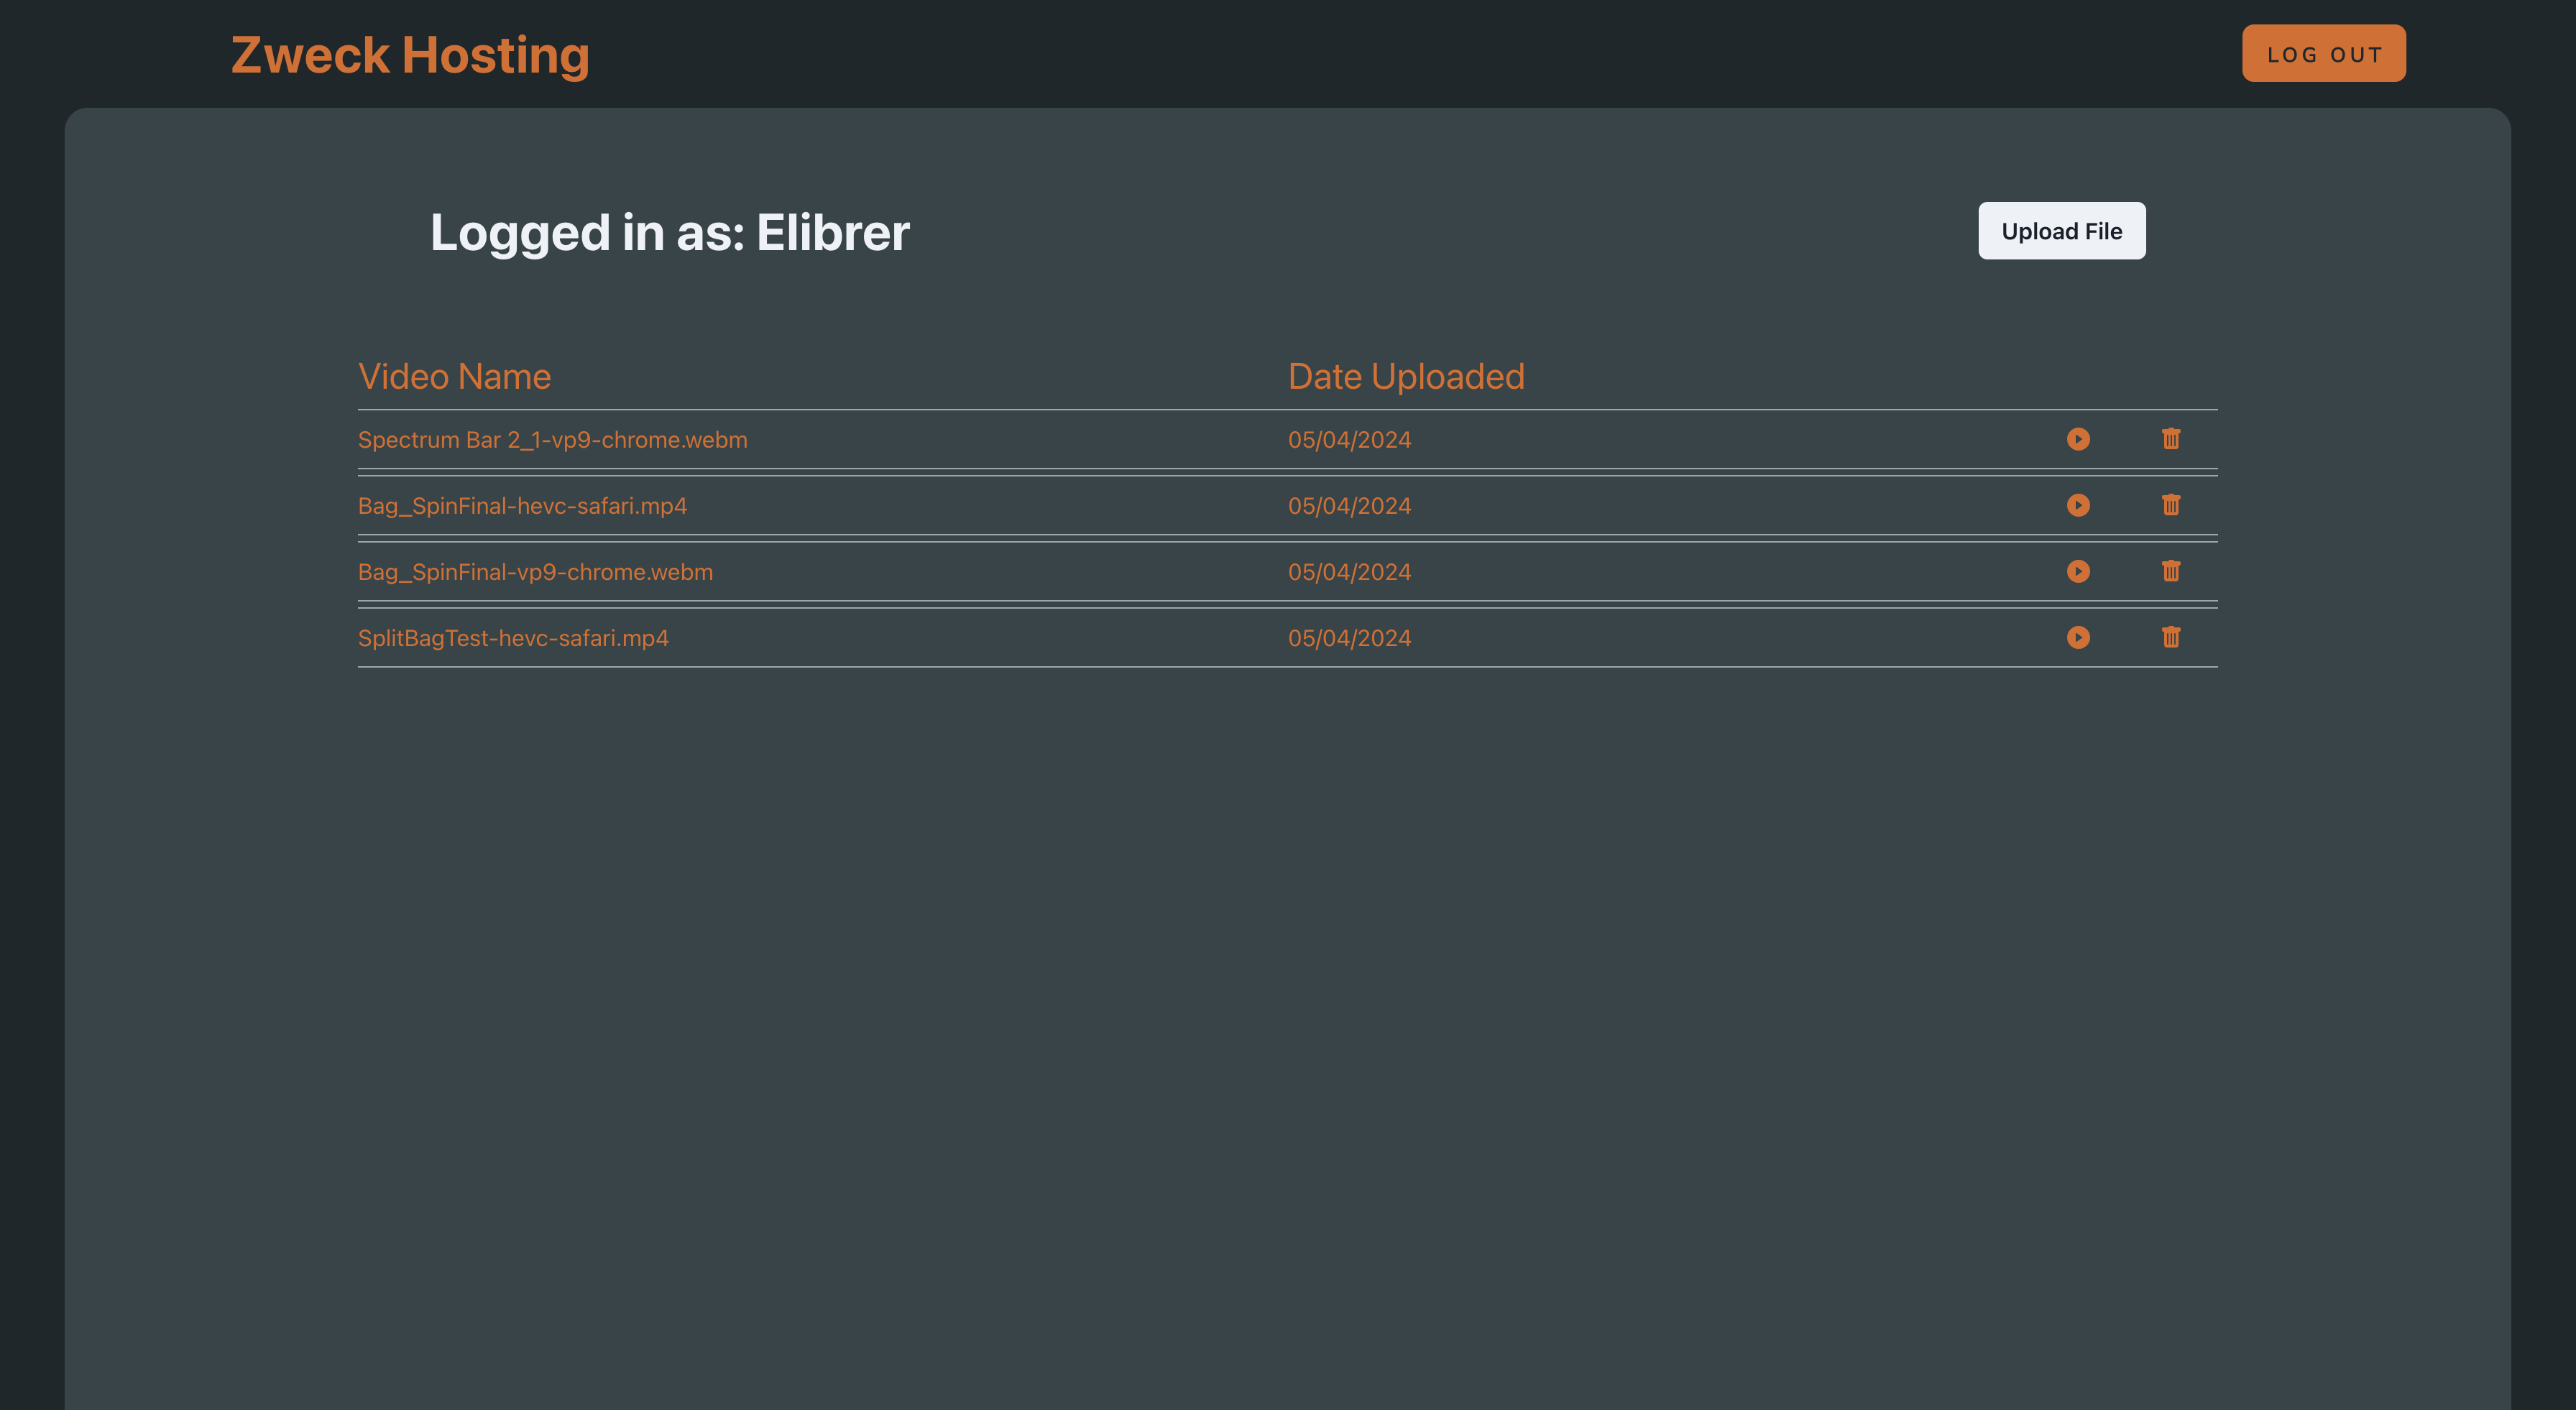 Zweck Hosting
LOG OUT
Logged in as: Elibrer
Upload File
Video Name Date Uploaded
Spectrum Bar 2_1-vp9-chrome.webm 05/04/2024
Bag_SpinFinal-hevc-safari.mp4 05/04/2024
Bag_SpinFinal-vp9-chrome.webm 05/04/2024
SplitBagTest-hevc-safari.mp4 05/04/2024